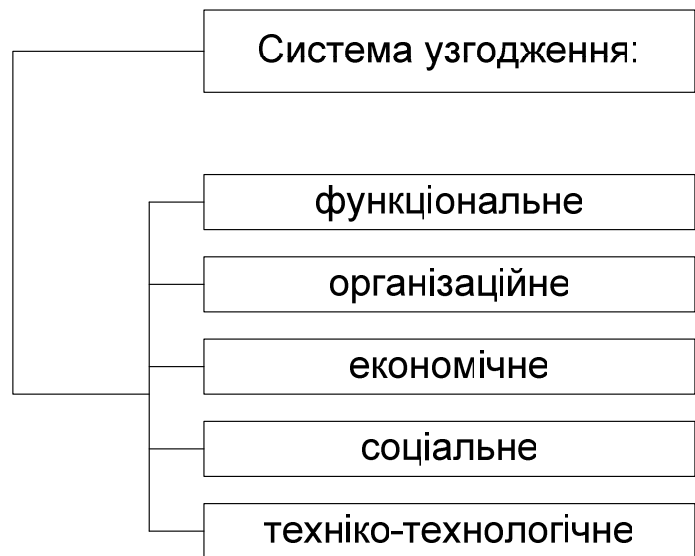 Система узгодження:
функціональне
організаційне
економічне
соціальне
техніко-технологічне